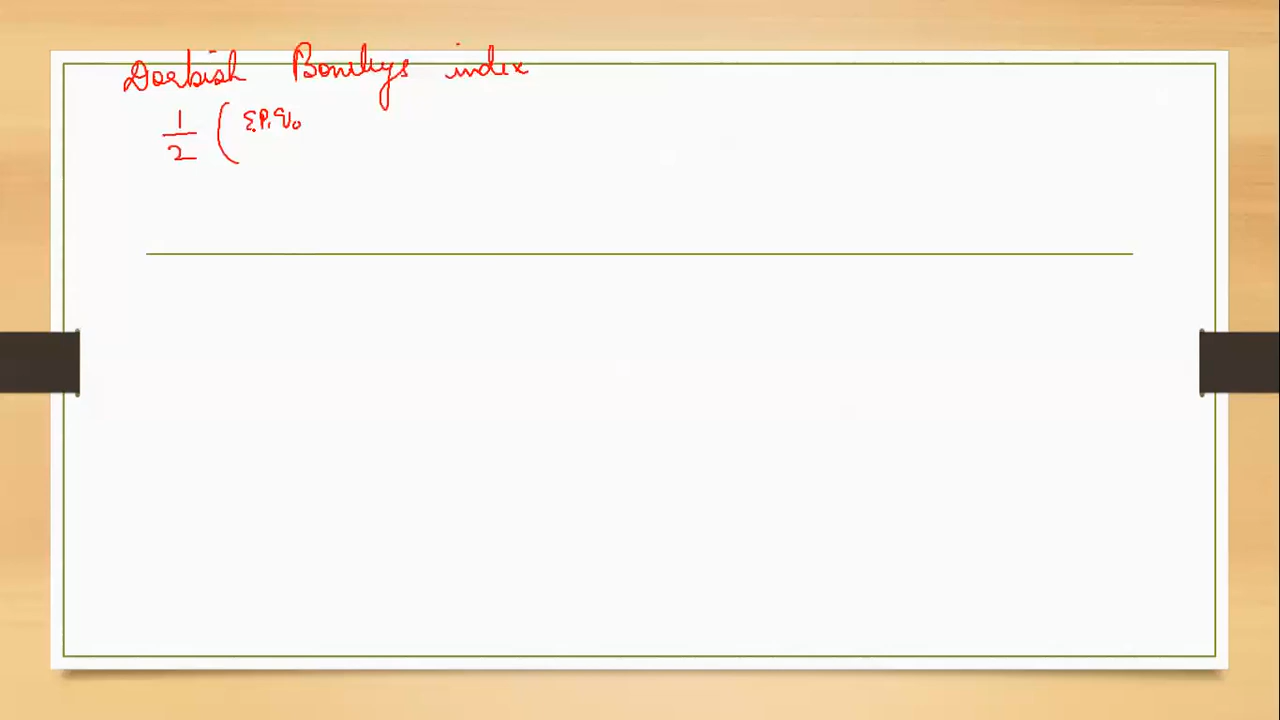 Dorbish Bowleys index
1/2 ( ΣP₁q₀